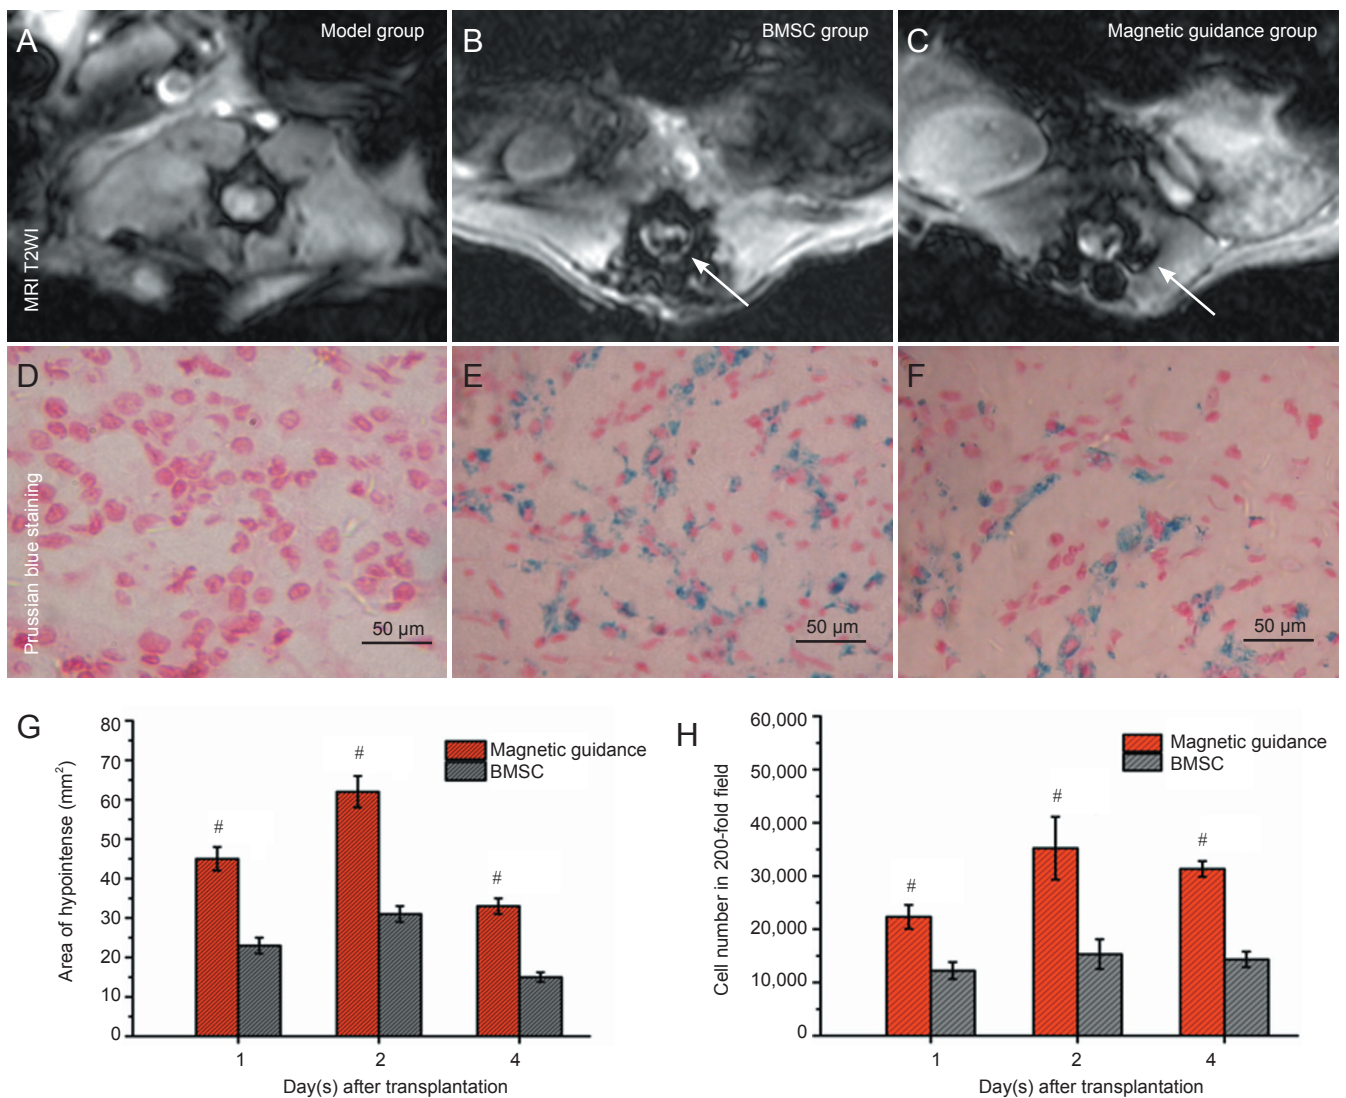 A
Model group
B
BMSC group
C
Magnetic guidance group
MRI T2WI
D
E
F
Prussian blue staining
50 µm
50 µm
50 µm
G
80
70
60
50
40
30
20
10
0
Area of hypointense (mm²)
#
#
#
Magnetic guidance
BMSC
1
2
4
Day(s) after transplantation
H
60,000
50,000
40,000
30,000
20,000
10,000
0
Cell number in 200-fold field
#
#
#
Magnetic guidance
BMSC
1
2
4
Day(s) after transplantation